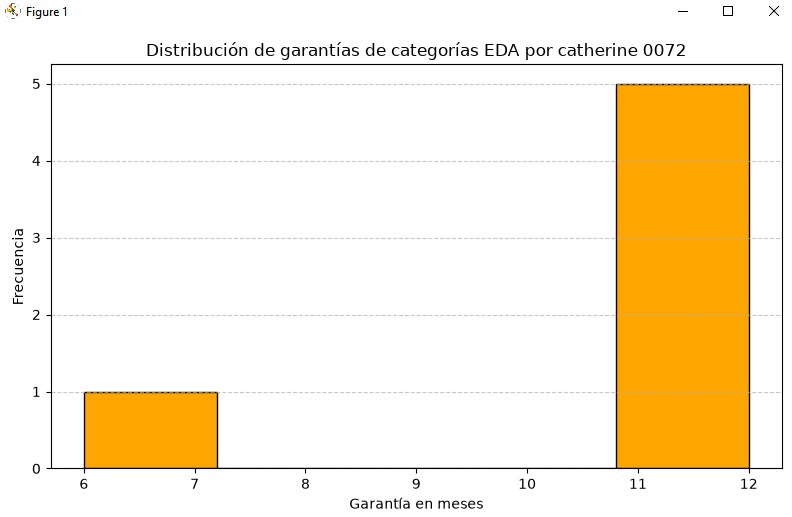 Figure 1
Distribución de garantías de categorías EDA por catherine 0072
5
4
3
2
1
0
Frecuencia
6 7 8 9 10 11 12
Garantía en meses